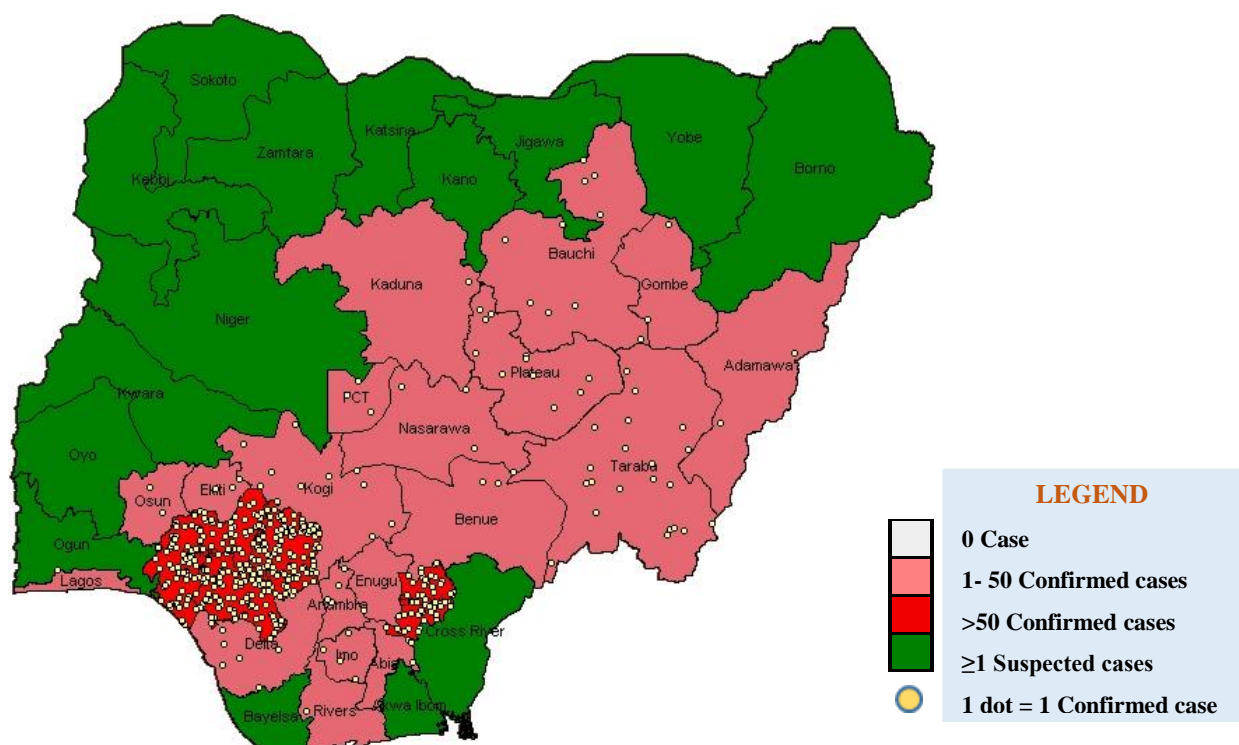 Sokoto
Katsina
Yobe
Jigawa
Zamfara
Borno
Kebbi
Kano
Bauchi
Kaduna
Gombe
Niger
Adamawa
Plateau
Kwara
PCT
Nasarawa
Oyo
Taraba
Ekiti
Kogi
Osun
Benue
Ogun
Lagos
Enugu
Anambra
Cross River
Delta
Imo
Abia
Akwa Ibom
Bayelsa
Rivers
LEGEND
0 Case
1- 50 Confirmed cases
>50 Confirmed cases
≥1 Suspected cases
1 dot = 1 Confirmed case